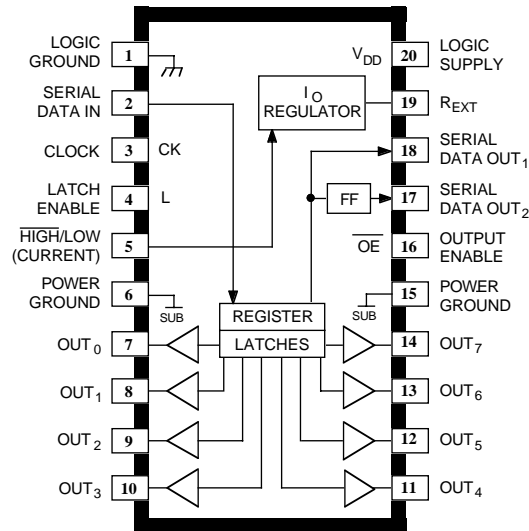 LOGIC
GROUND
1
SERIAL
DATA IN
2
CLOCK
3
CK
LATCH
ENABLE
4
L
HIGH/LOW
(CURRENT)
5
POWER
GROUND
6
SUB
OUT0
7
OUT1
8
OUT2
9
OUT3
10
IO
REGULATOR
FF
REGISTER
LATCHES
VDD
20
LOGIC
SUPPLY
19
REXT
18
SERIAL
DATA OUT1
17
SERIAL
DATA OUT2
OE
16
OUTPUT
ENABLE
SUB
15
POWER
GROUND
14
OUT7
13
OUT6
12
OUT5
11
OUT4